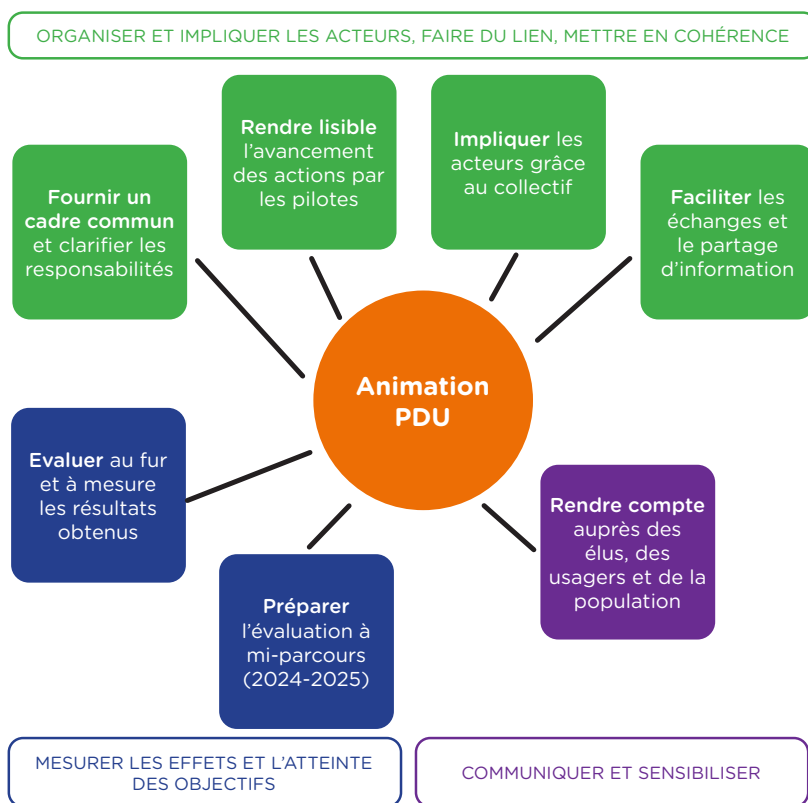 ORGANISER ET IMPLIQUER LES ACTEURS, FAIRE DU LIEN, METTRE EN COHÉRENCE
Fournir un
cadre commun
et clarifier les
responsabilités
Rendre lisible
l’avancement
des actions par
les pilotes
Impliquer les
acteurs grâce
au collectif
Faciliter les
échanges et
le partage
d’information
Animation
PDU
Evaluer au fur
et à mesure
les résultats
obtenus
Préparer
l’évaluation à
mi-parcours
(2024-2025)
Rendre compte
auprès des
élus, des
usagers et de la
population
MESURER LES EFFETS ET L’ATTEINTE
DES OBJECTIFS
COMMUNIQUER ET SENSIBILISER